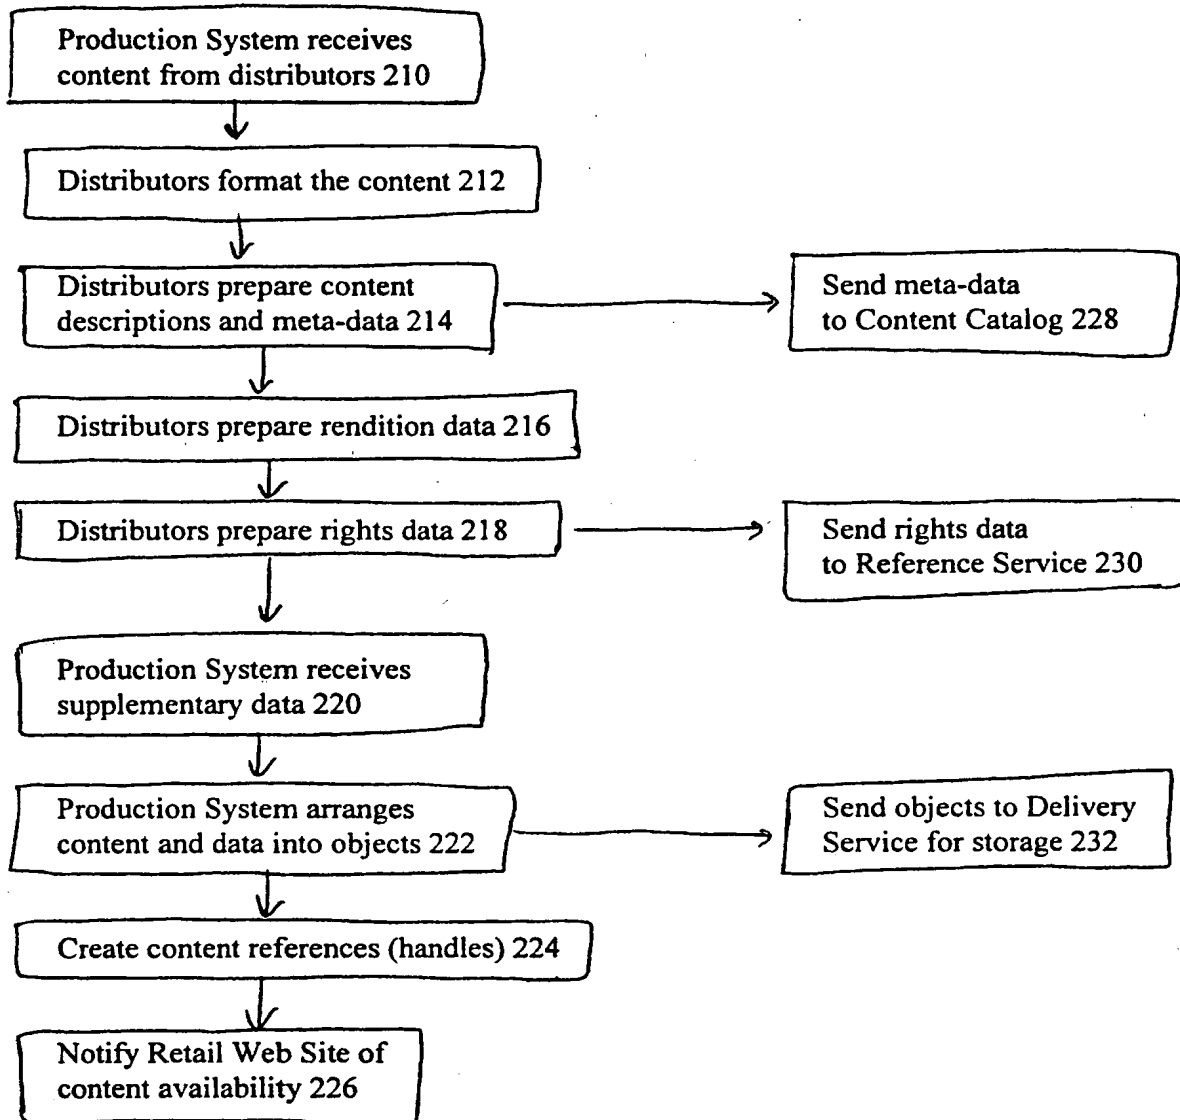 Production System receives
content from distributors 210
Distributors format the content 212
Distributors prepare content
descriptions and meta-data 214
Send meta-data
to Content Catalog 228
Distributors prepare rendition data 216
Distributors prepare rights data 218
Send rights data
to Reference Service 230
Production System receives
supplementary data 220
Production System arranges
content and data into objects 222
Send objects to Delivery
Service for storage 232
Create content references (handles) 224
Notify Retail Web Site of
content availability 226